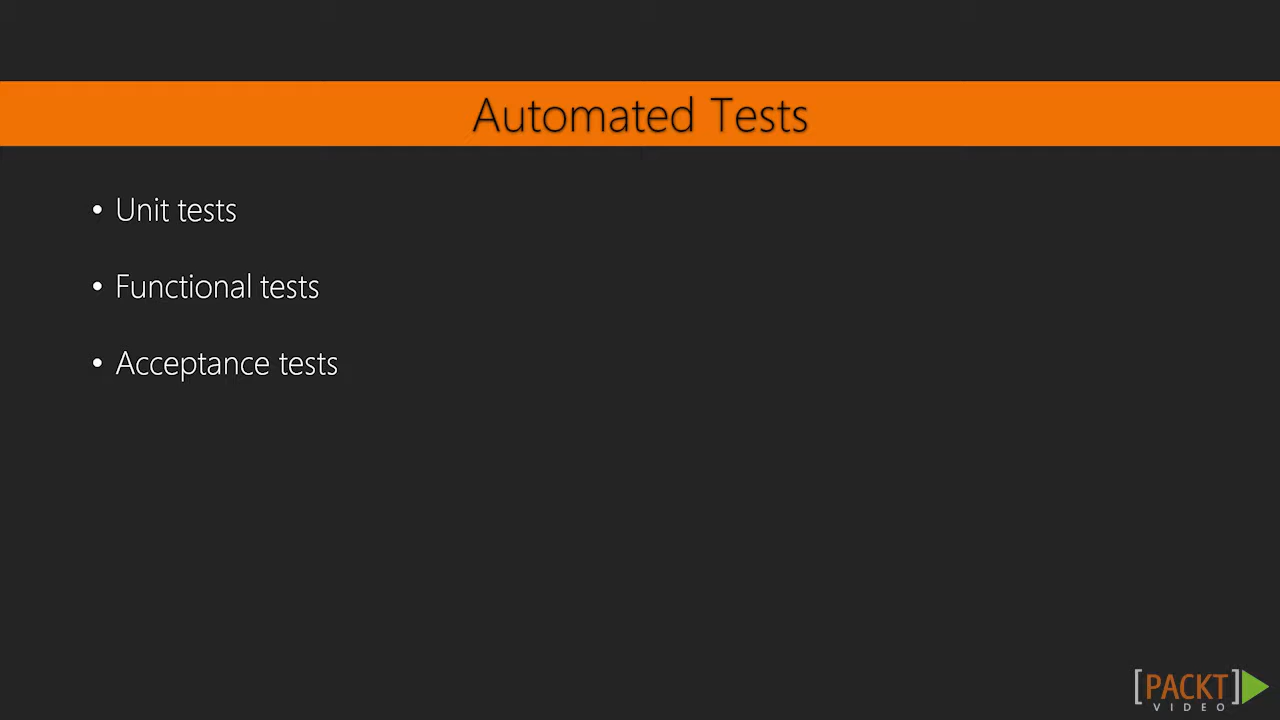 Automated Tests
• Unit tests
• Functional tests
• Acceptance tests
[PACKT]
VIDEO